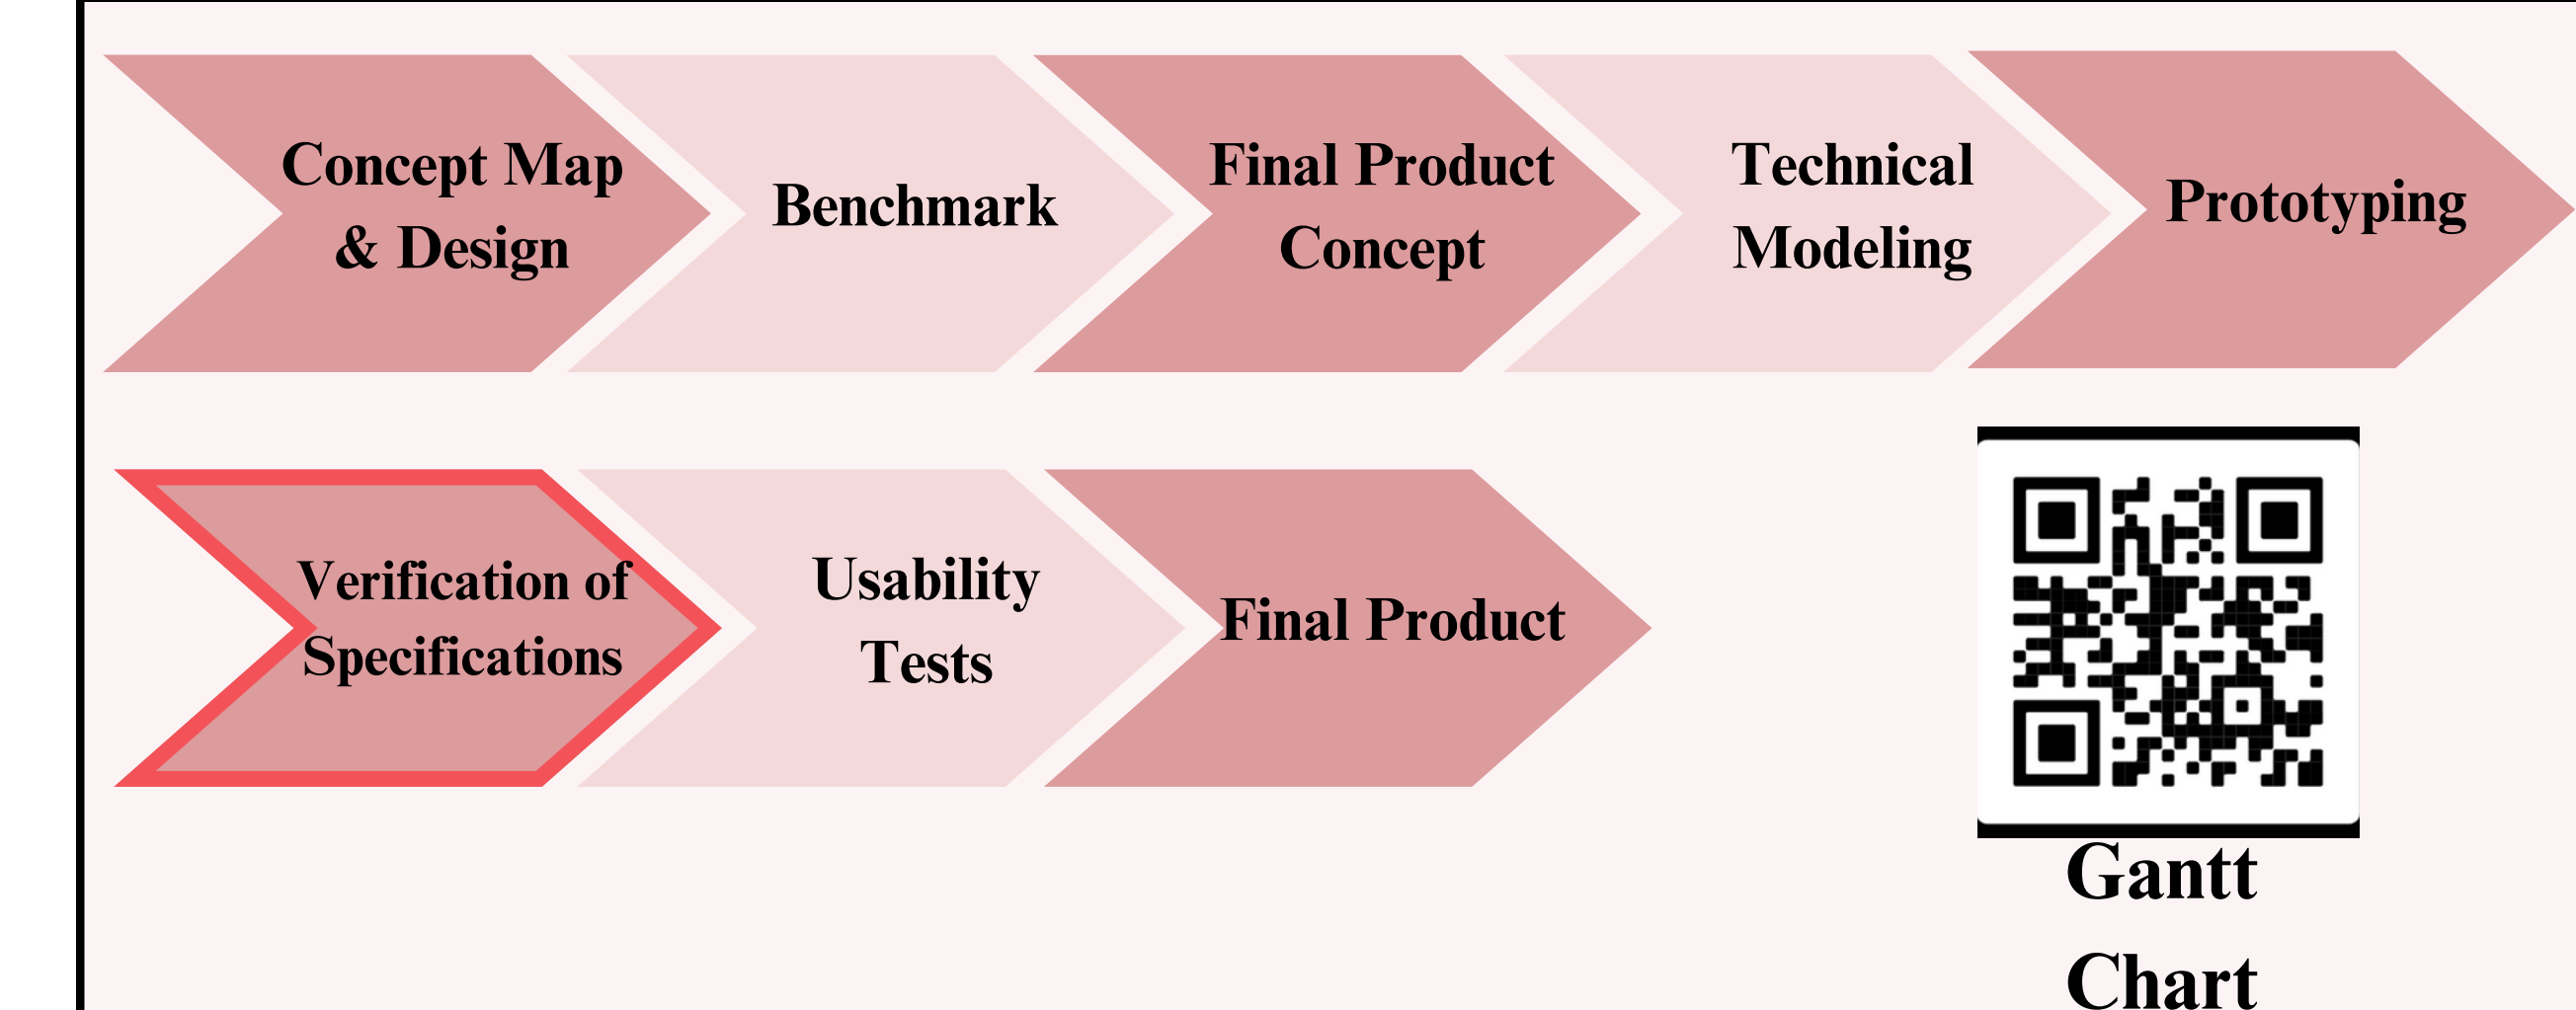 Concept Map
& Design
Benchmark
Final Product
Concept
Technical
Modeling
Prototyping
Verification of
Specifications
Usability
Tests
Final Product
Gantt
Chart